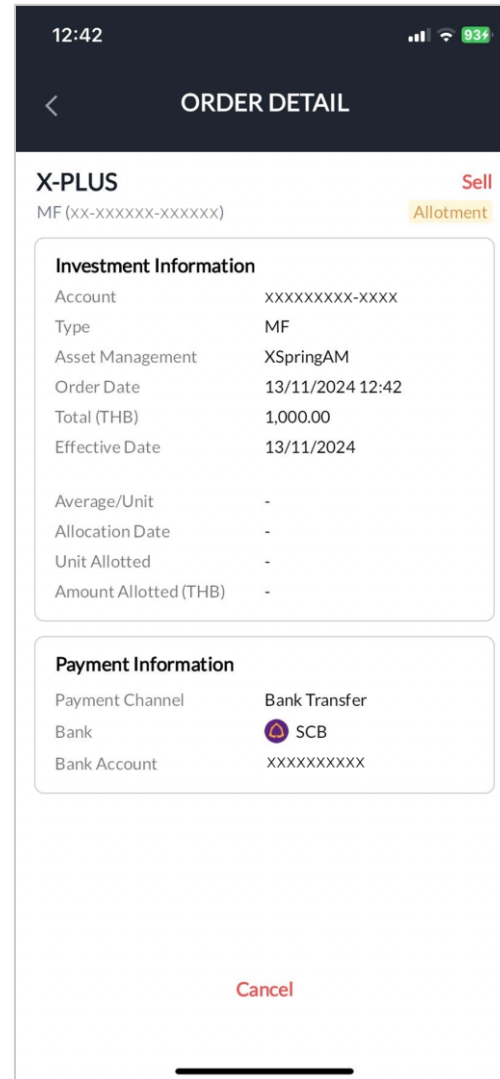 12:42
93
ORDER DETAIL
X-PLUS Sell
MF (xx-xxxxxx-xxxxxx) Allotment
Investment Information
Account xxxxxxxxx-xxxx
Type MF
Asset Management XSpringAM
Order Date 13/11/2024 12:42
Total (THB) 1,000.00
Effective Date 13/11/2024
Average/Unit -
Allocation Date -
Unit Allotted -
Amount Allotted (THB) -
Payment Information
Payment Channel Bank Transfer
Bank SCB
Bank Account xxxxxxxxxx
Cancel